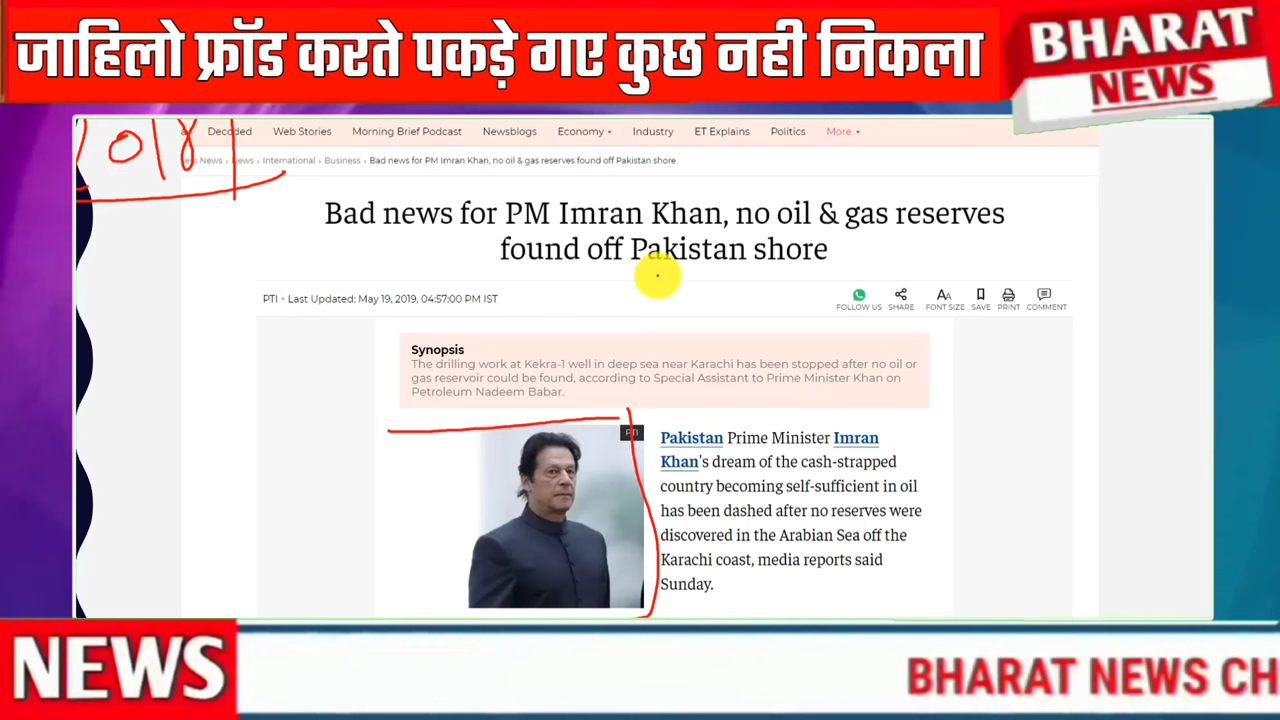 जाहिलो फ्रॉड करते पकड़े गए कुछ नही निकला
BHARAT
NEWS
2018
Decoded Web Stories Morning Brief Podcast Newsblogs Economy Industry ET Explains Politics More
News › News › International › Business › Bad news for PM Imran Khan, no oil & gas reserves found off Pakistan shore
Bad news for PM Imran Khan, no oil & gas reserves
found off Pakistan shore
PTI • Last Updated: May 19, 2019, 04:57:00 PM IST
FOLLOW US SHARE FONT SIZE SAVE PRINT COMMENT
Synopsis
The drilling work at Kekra-1 well in deep sea near Karachi has been stopped after no oil or
gas reservoir could be found, according to Special Assistant to Prime Minister Khan on
Petroleum Nadeem Babar.
PTI
Pakistan Prime Minister Imran
Khan's dream of the cash-strapped
country becoming self-sufficient in oil
has been dashed after no reserves were
discovered in the Arabian Sea off the
Karachi coast, media reports said
Sunday.
NEWS
BHARAT NEWS CH